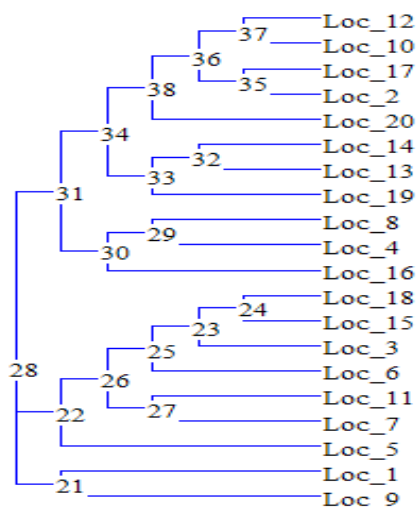 Loc_12
37
Loc_10
36
Loc_17
35
38
Loc_2
Loc_20
34
Loc_14
32
Loc_13
33
Loc_19
31
Loc_8
29
Loc_4
30
Loc_16
Loc_18
24
Loc_15
23
Loc_3
25
28
Loc_6
26
Loc_11
27
22
Loc_7
Loc_5
Loc_1
21
Loc_9